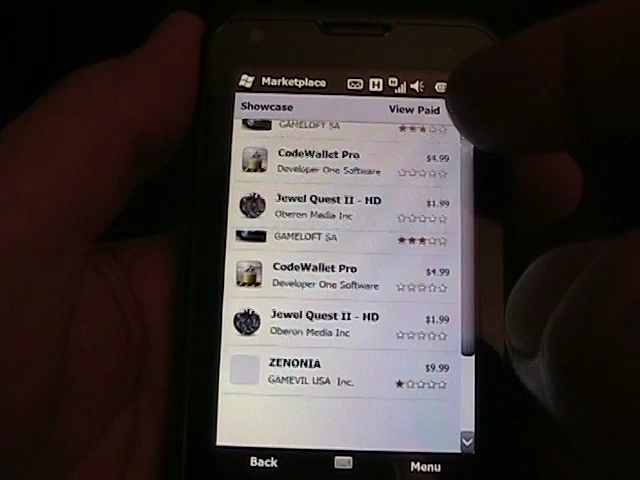 Marketplace
Showcase View Paid
GAMELOFT SA
CodeWallet Pro $4.99
Developer One Software
Jewel Quest II - HD $1.99
Oberon Media Inc
GAMELOFT SA
CodeWallet Pro $4.99
Developer One Software
Jewel Quest II - HD $1.99
Oberon Media Inc
ZENONIA $9.99
GAMEVIL USA Inc.
Back Menu